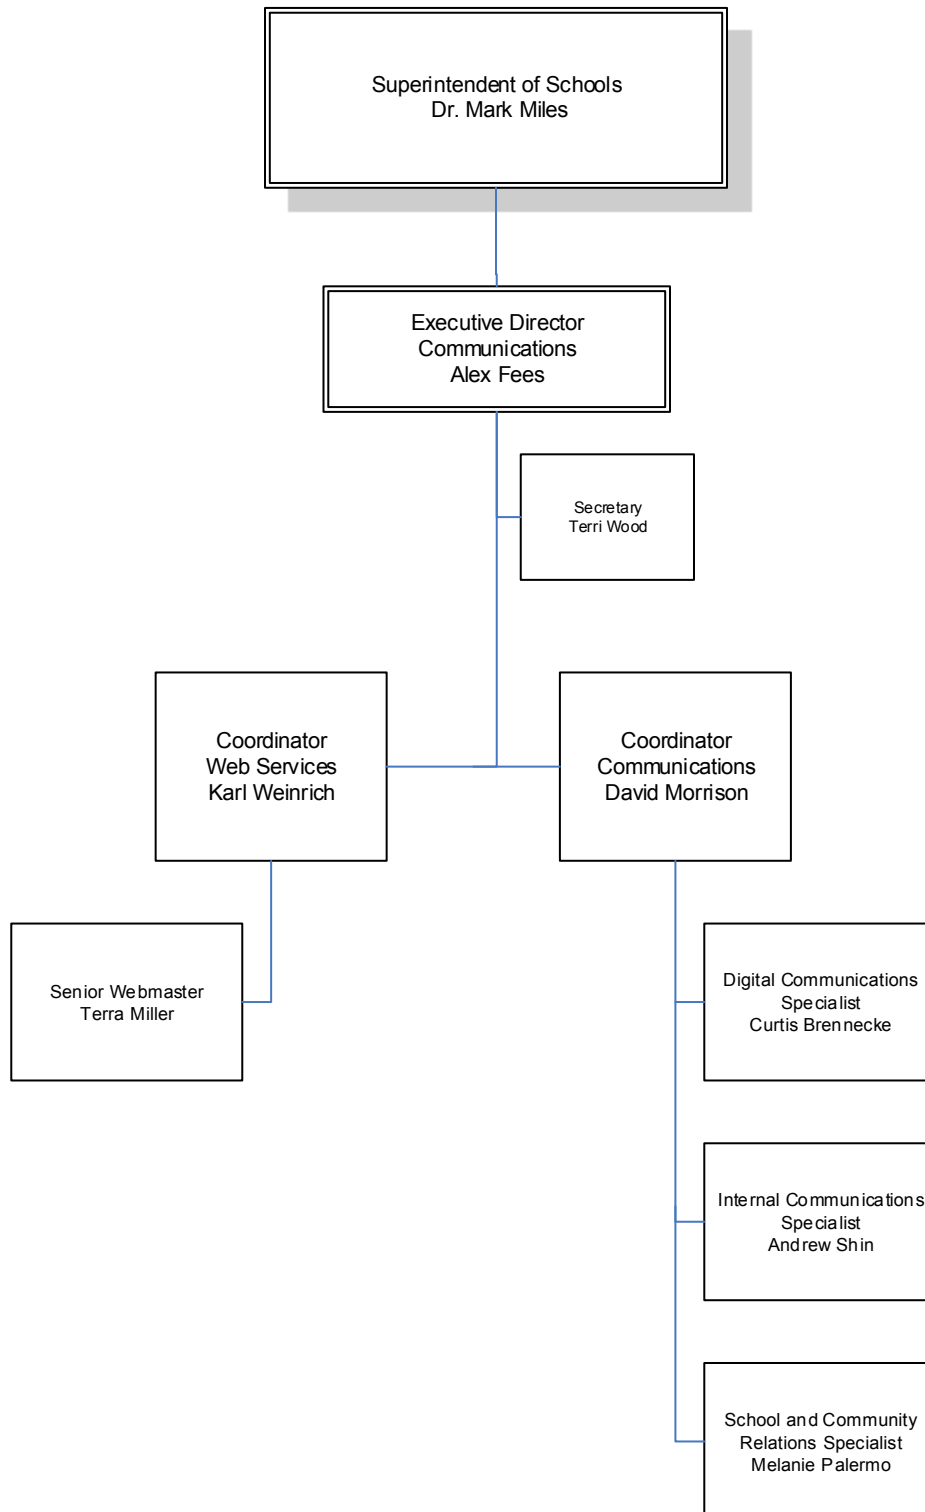 Superintendent of Schools
Dr. Mark Miles
Executive Director
Communications
Alex Fees
Secretary
Terri Wood
Coordinator
Web Services
Karl Weinrich
Coordinator
Communications
David Morrison
Senior Webmaster
Terra Miller
Digital Communications
Specialist
Curtis Brennecke
Internal Communications
Specialist
Andrew Shin
School and Community
Relations Specialist
Melanie Palermo